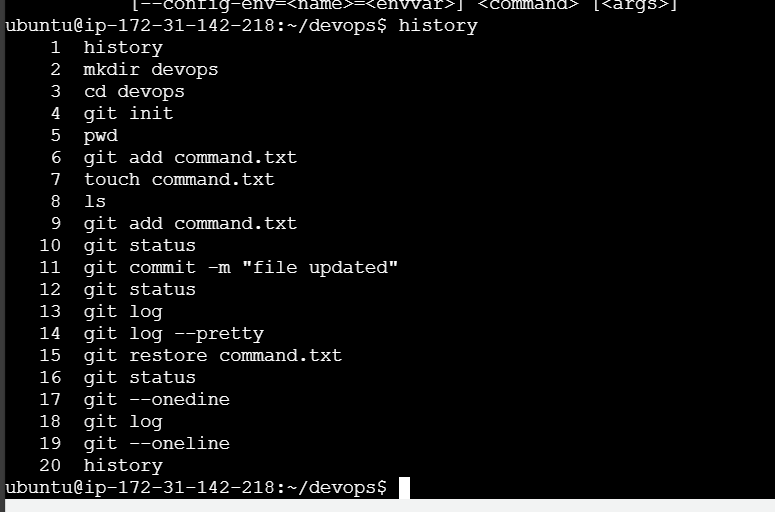 [--config-env=<name>=<envvar>] <command> [<args>]
ubuntu@ip-172-31-142-218:~/devops$ history
1 history
2 mkdir devops
3 cd devops
4 git init
5 pwd
6 git add command.txt
7 touch command.txt
8 ls
9 git add command.txt
10 git status
11 git commit -m "file updated"
12 git status
13 git log
14 git log --pretty
15 git restore command.txt
16 git status
17 git --onedine
18 git log
19 git --oneline
20 history
ubuntu@ip-172-31-142-218:~/devops$